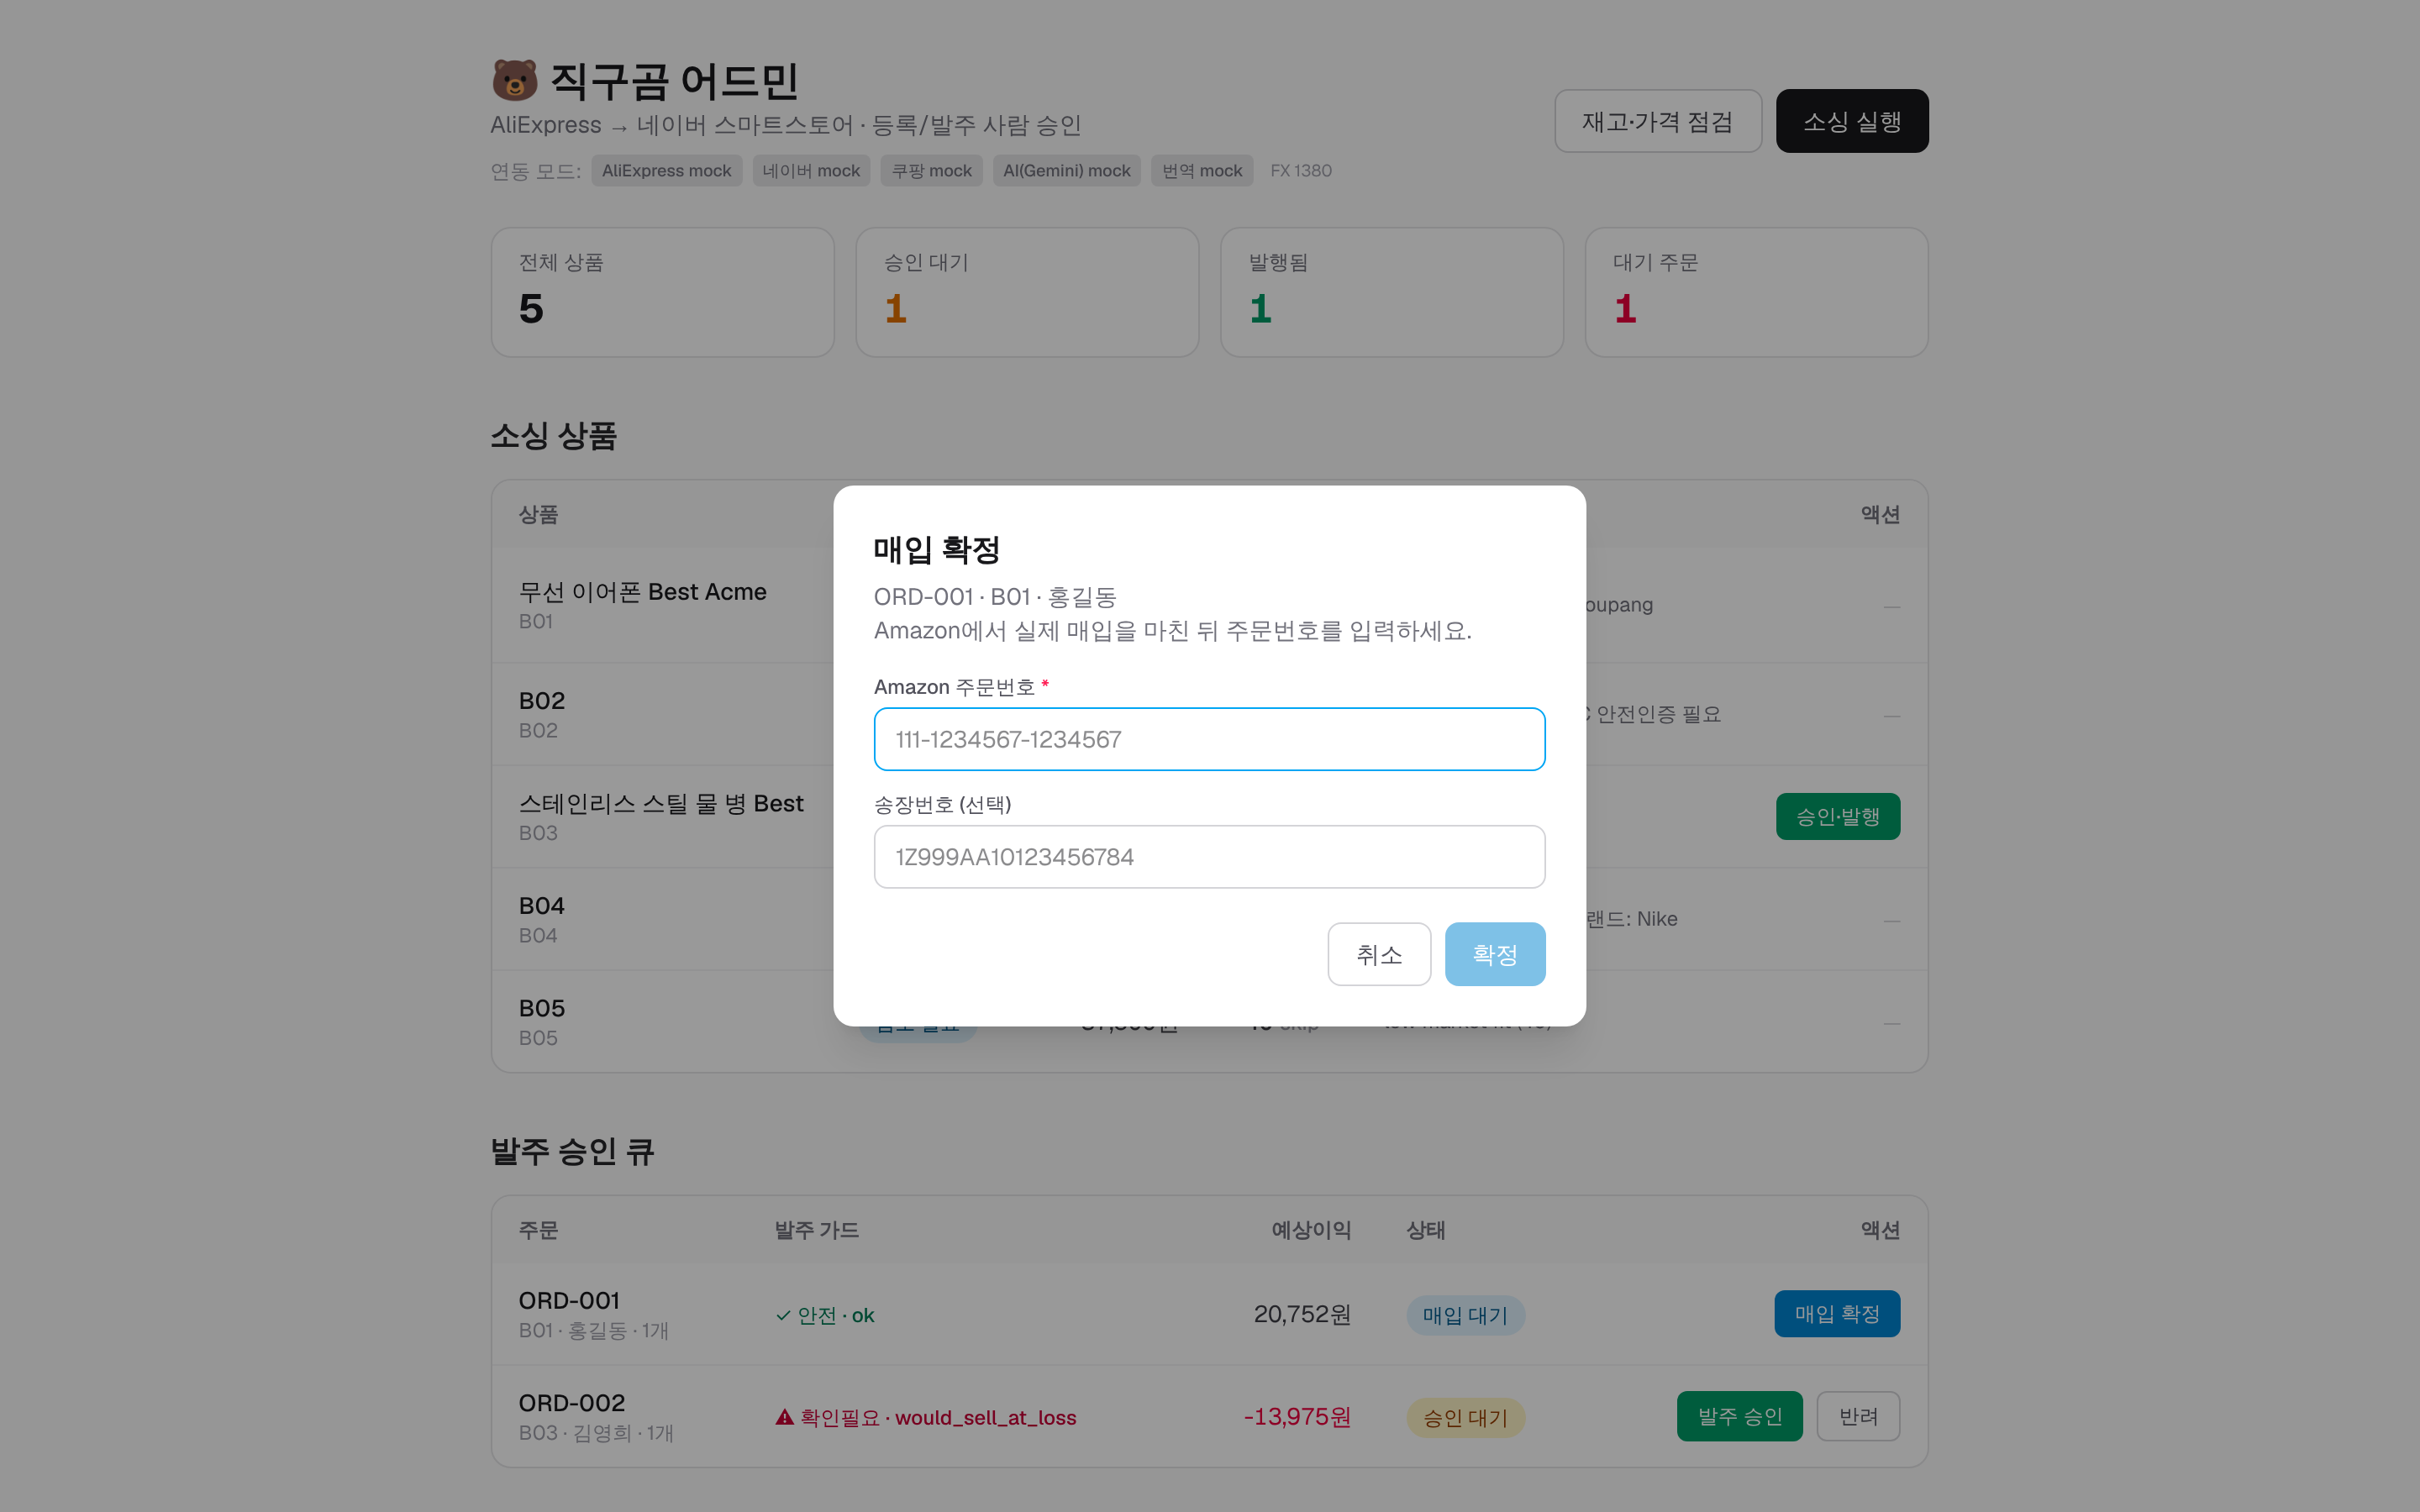 🐻 직구곰 어드민
AliExpress → 네이버 스마트스토어 · 등록/발주 사람 승인
연동 모드: AliExpress mock 네이버 mock 쿠팡 mock AI(Gemini) mock 번역 mock FX 1380
재고·가격 점검 소싱 실행
전체 상품 승인 대기 발행됨 대기 주문
5 1 1 1
소싱 상품
상품 액션
무선 이어폰 Best Acme
B01
oupang —
B02
B02
안전인증 필요 —
스테인리스 스틸 물 병 Best
B03
승인·발행
B04
B04
랜드: Nike —
B05
B05
—
매입 확정
ORD-001 · B01 · 홍길동
Amazon에서 실제 매입을 마친 뒤 주문번호를 입력하세요.
Amazon 주문번호 *
111-1234567-1234567
송장번호 (선택)
1Z999AA10123456784
취소 확정
발주 승인 큐
주문 발주 가드 예상이익 상태 액션
ORD-001
B01 · 홍길동 · 1개
✓ 안전 · ok 20,752원 매입 대기 매입 확정
ORD-002
B03 · 김영희 · 1개
⚠ 확인필요 · would_sell_at_loss -13,975원 승인 대기 발주 승인 반려